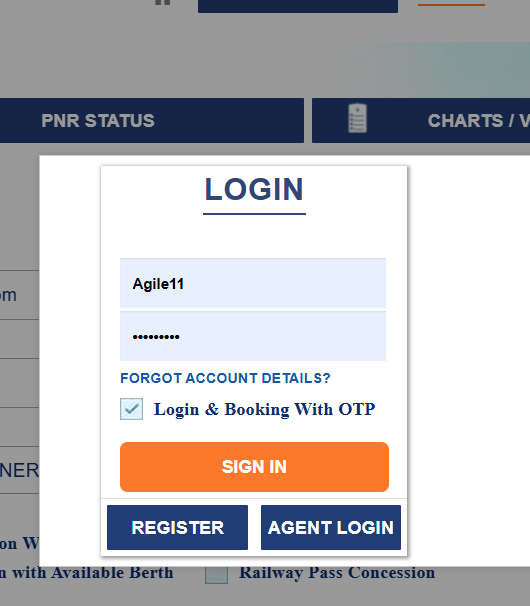 PNR STATUS
CHARTS / V
LOGIN
Agile11
•••••••••
om
FORGOT ACCOUNT DETAILS?
Login & Booking With OTP
SIGN IN
NER
REGISTER
AGENT LOGIN
on W
n with Available Berth
Railway Pass Concession